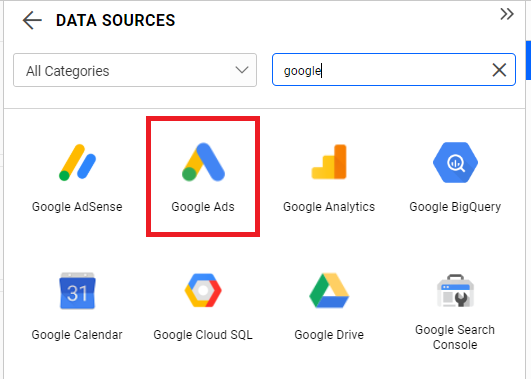 DATA SOURCES
All Categories
google
Google AdSense
Google Ads
Google Analytics
Google BigQuery
31
Google Calendar
Google Cloud SQL
Google Drive
Google Search
Console